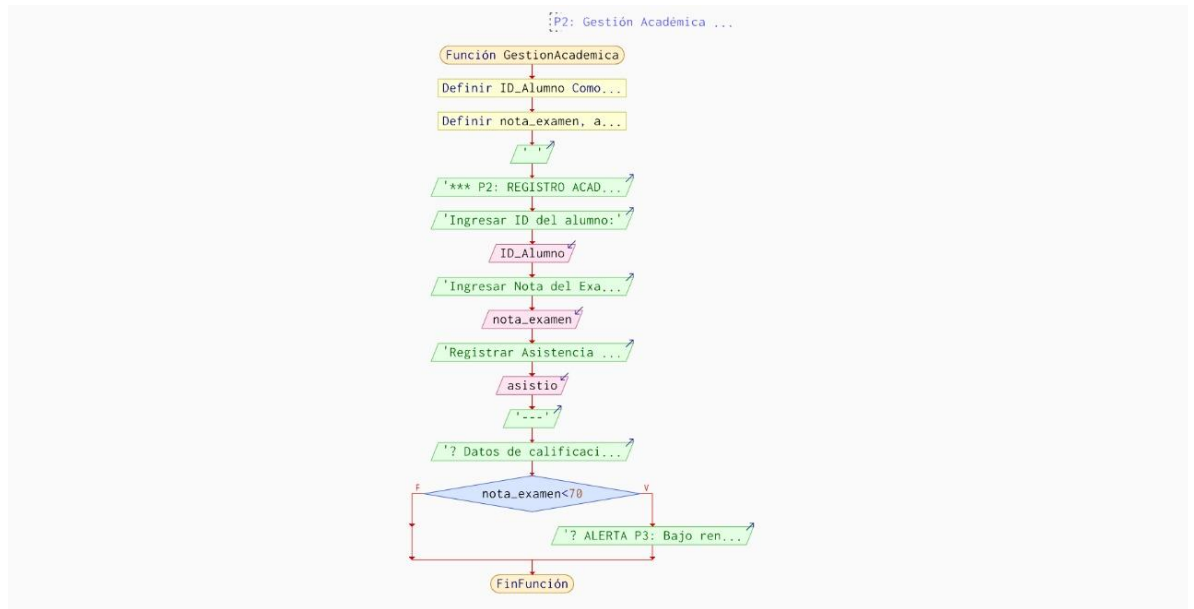 P2: Gestión Académica ...
Función GestionAcademica
Definir ID_Alumno Como...
Definir nota_examen, a...
' '
'*** P2: REGISTRO ACAD...
'Ingresar ID del alumno:'
ID_Alumno
'Ingresar Nota del Exa...
nota_examen
'Registrar Asistencia ...
asistio
'---'
'? Datos de calificaci...
nota_examen<70
F
V
'? ALERTA P3: Bajo ren...
FinFunción